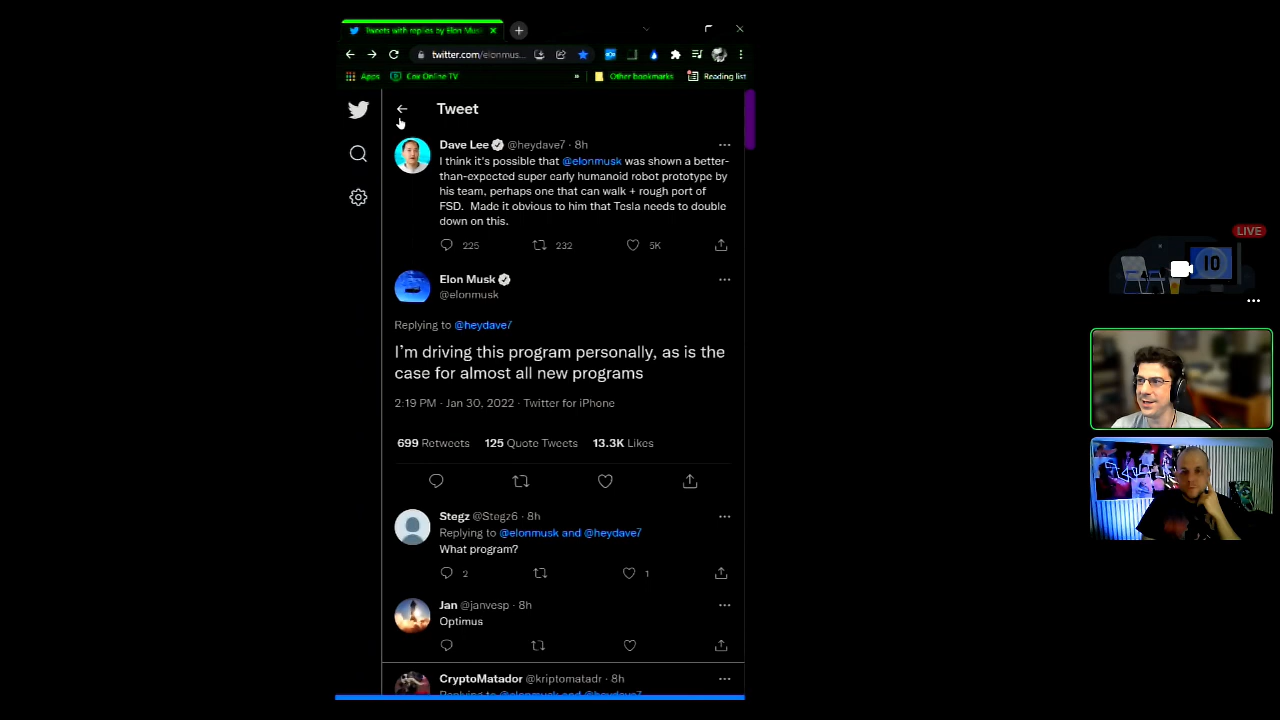 Tweets with replies by Elon Mus
twitter.com/elonmus...
Apps
Cox Online TV
»
Other bookmarks
Reading list
Tweet
Dave Lee @heydave7 · 8h
I think it's possible that @elonmusk was shown a better-
than-expected super early humanoid robot prototype by
his team, perhaps one that can walk + rough port of
FSD. Made it obvious to him that Tesla needs to double
down on this.
225 232 5K
Elon Musk
@elonmusk
Replying to @heydave7
I'm driving this program personally, as is the
case for almost all new programs
2:19 PM · Jan 30, 2022 · Twitter for iPhone
699 Retweets 125 Quote Tweets 13.3K Likes
Stegz @Stegz6 · 8h
Replying to @elonmusk and @heydave7
What program?
2 1
Jan @janvesp · 8h
Optimus
CryptoMatador @kriptomatadr · 8h
Replying to @elonmusk and @heydave7
LIVE
10